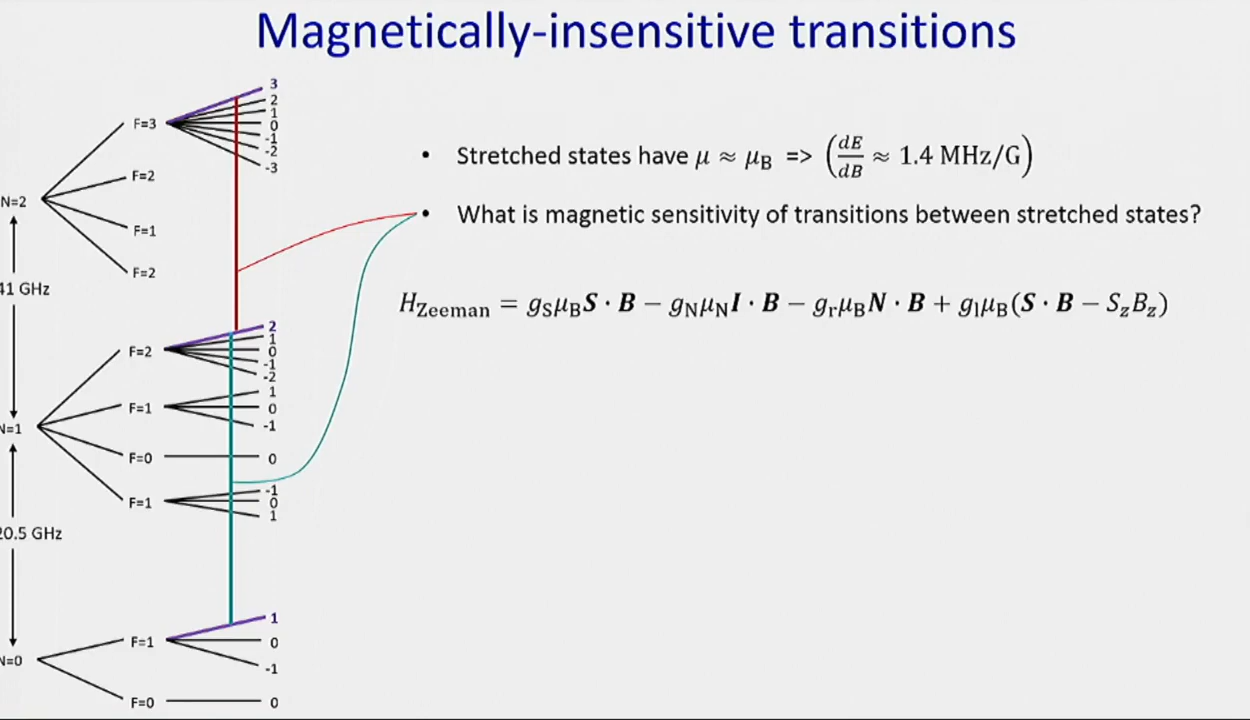 Magnetically-insensitive transitions
3
2
1
0
-1
-2
-3
F=3
F=2
N=2
F=1
F=2
41 GHz
• Stretched states have μ ≈ μ_B => (dE/dB ≈ 1.4 MHz/G)
• What is magnetic sensitivity of transitions between stretched states?
H_Zeeman = g_S μ_B S · B − g_N μ_N I · B − g_r μ_B N · B + g_l μ_B (S · B − S_z B_z)
2
1
0
-1
-2
F=2
1
0
-1
F=1
N=1
F=0
0
F=1
-1
0
1
20.5 GHz
1
0
-1
F=1
N=0
F=0
0